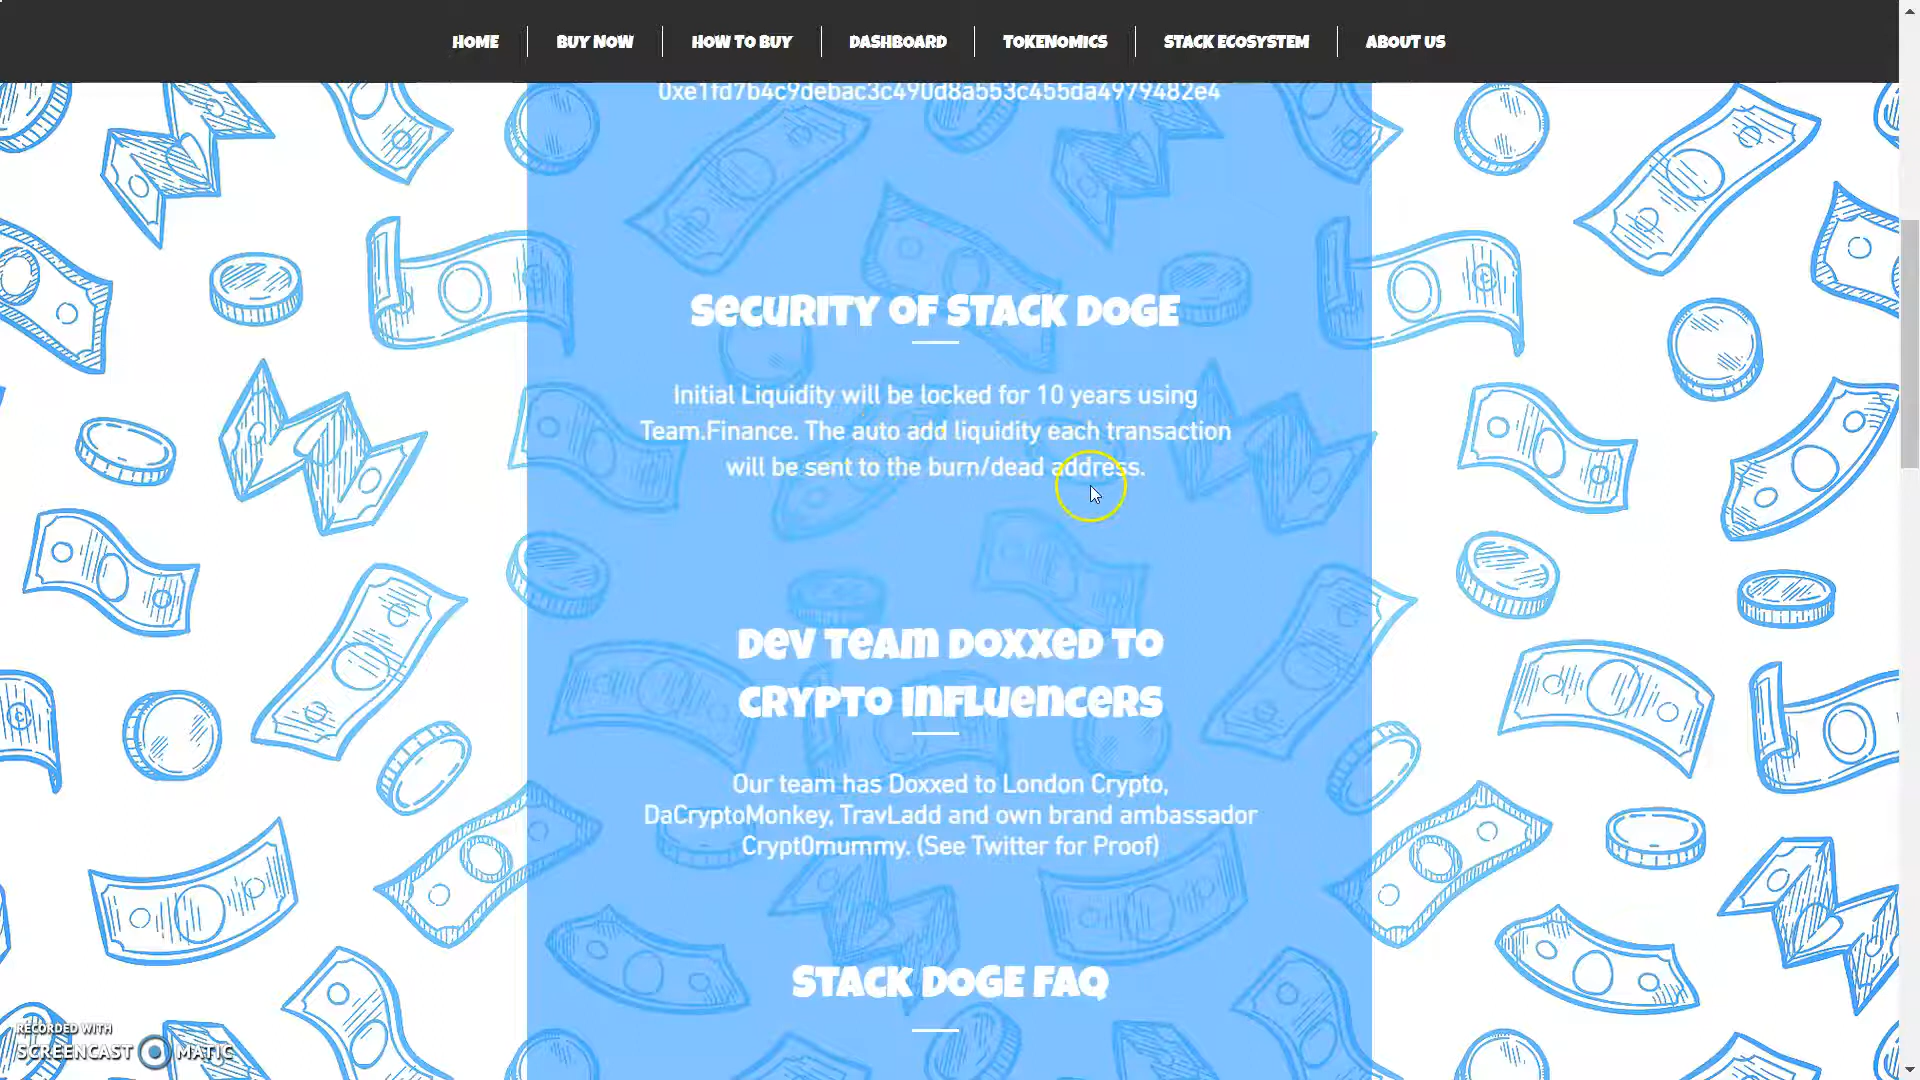 HOME
BUY NOW
HOW TO BUY
DASHBOARD
TOKENOMICS
STACK ECOSYSTEM
ABOUT US
0xe1fd7b4c9debac3c490d8a553c455da4979482e4
SECURITY OF STACK DOGE
Initial Liquidity will be locked for 10 years using
Team.Finance. The auto add liquidity each transaction
will be sent to the burn/dead address.
DEV TEAM DOXXED TO
CRYPTO INFLUENCERS
Our team has Doxxed to London Crypto,
DaCryptoMonkey, TravLadd and own brand ambassador
Crypt0mummy. (See Twitter for Proof)
STACK DOGE FAQ
RECORDED WITH
SCREENCAST MATIC